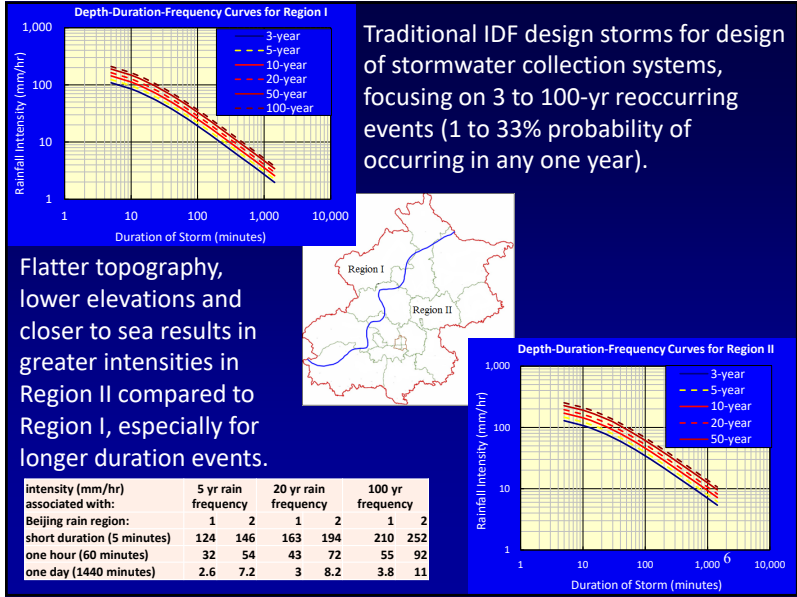 Depth-Duration-Frequency Curves for Region I
1,000
100
10
1
Rainfall Intensity (mm/hr)
3-year
5-year
10-year
20-year
50-year
100-year
1 10 100 1,000 10,000
Duration of Storm (minutes)
Traditional IDF design storms for design
of stormwater collection systems,
focusing on 3 to 100-yr reoccurring
events (1 to 33% probability of
occurring in any one year).
Region I
Region II
Flatter topography,
lower elevations and
closer to sea results in
greater intensities in
Region II compared to
Region I, especially for
longer duration events.
intensity (mm/hr) 5 yr rain 20 yr rain 100 yr
associated with: frequency frequency frequency
Beijing rain region: 1 2 1 2 1 2
short duration (5 minutes) 124 146 163 194 210 252
one hour (60 minutes) 32 54 43 72 55 92
one day (1440 minutes) 2.6 7.2 3 8.2 3.8 11
Depth-Duration-Frequency Curves for Region II
1,000
100
10
1
Rainfall Intensity (mm/hr)
3-year
5-year
10-year
20-year
50-year
1 10 100 1,000 10,000
Duration of Storm (minutes)
6